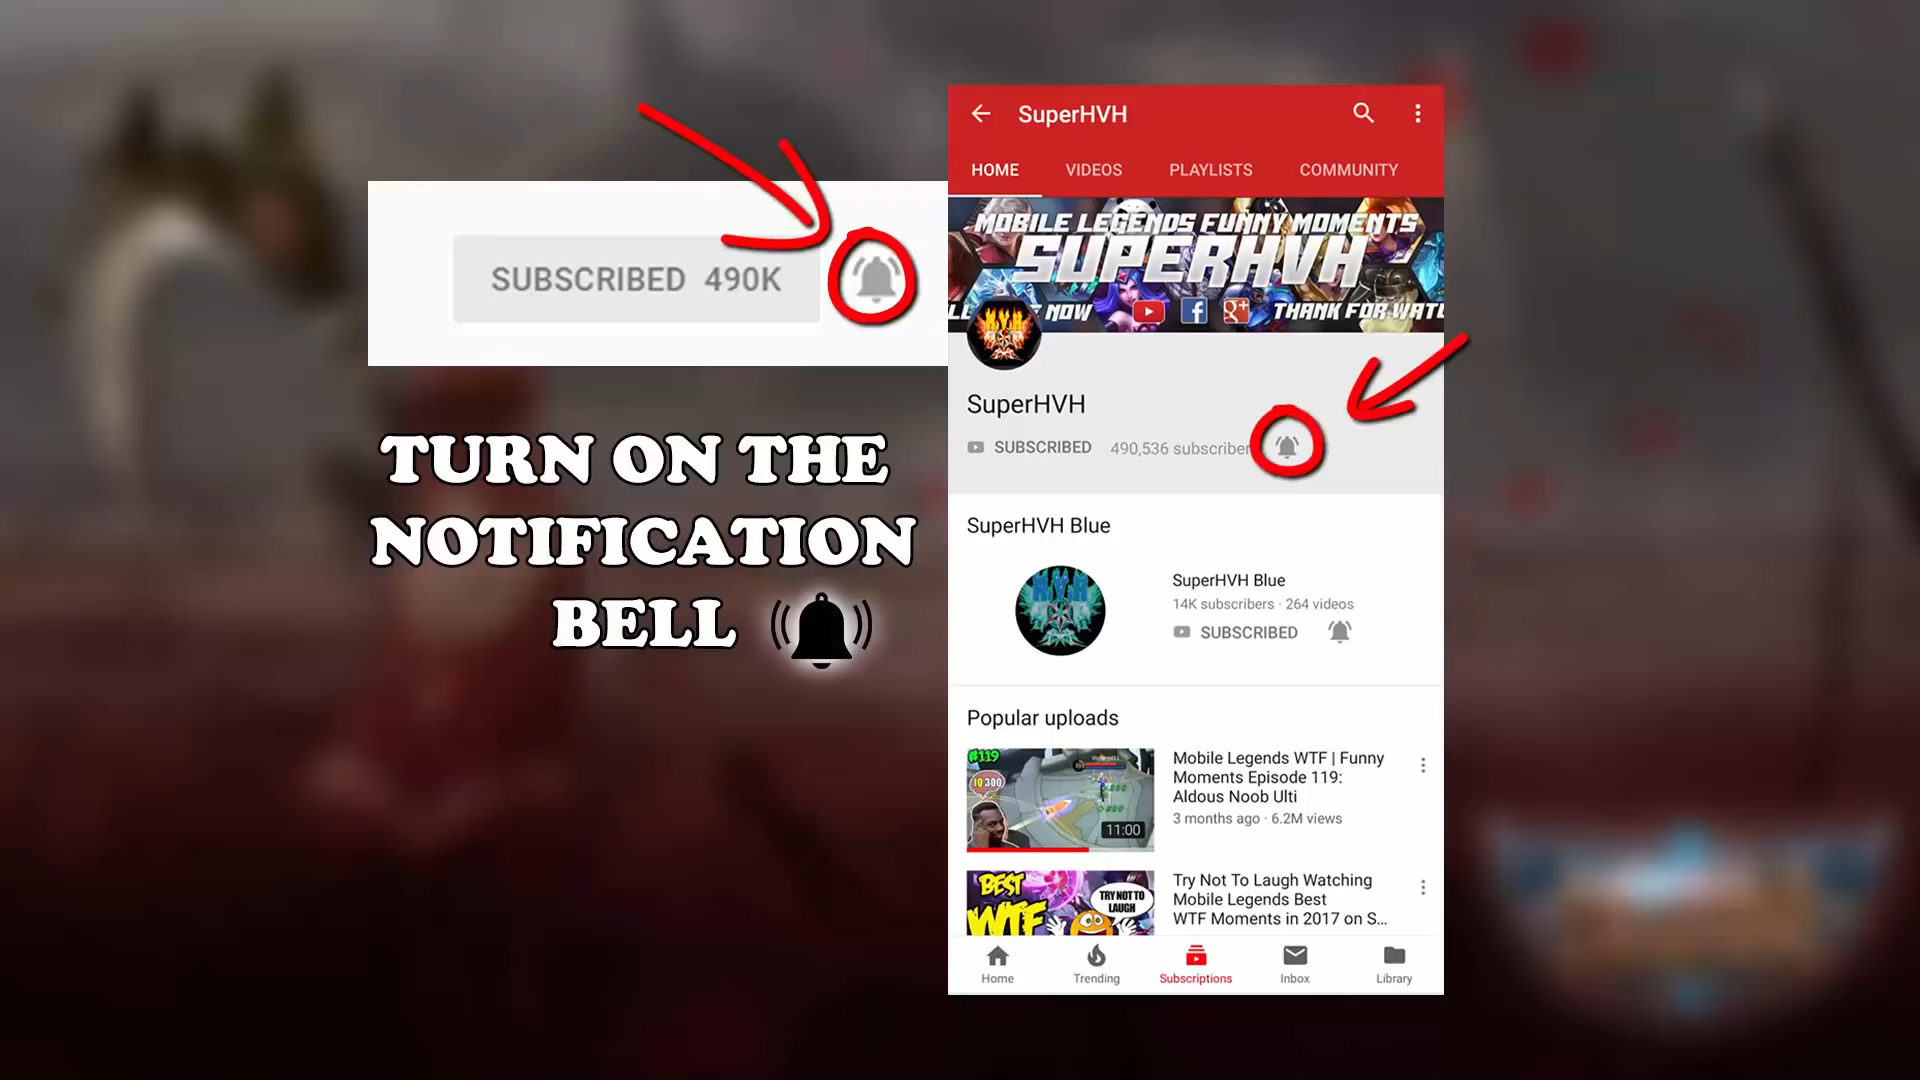 SUBSCRIBED 490K
TURN ON THE
NOTIFICATION
BELL
SuperHVH
HOME VIDEOS PLAYLISTS COMMUNITY
MOBILE LEGENDS FUNNY MOMENTS
SUPERHVH
NOW
THANK FOR WATC
H.V.H
SuperHVH
SUBSCRIBED 490,536 subscriber
SuperHVH Blue
H.V.H
SuperHVH Blue
14K subscribers · 264 videos
SUBSCRIBED
Popular uploads
#119
IQ 300
11:00
Mobile Legends WTF | Funny
Moments Episode 119:
Aldous Noob Ulti
3 months ago · 6.2M views
BEST
WTF
TRY NOT TO
LAUGH
Try Not To Laugh Watching
Mobile Legends Best
WTF Moments in 2017 on S...
Home Trending Subscriptions Inbox Library